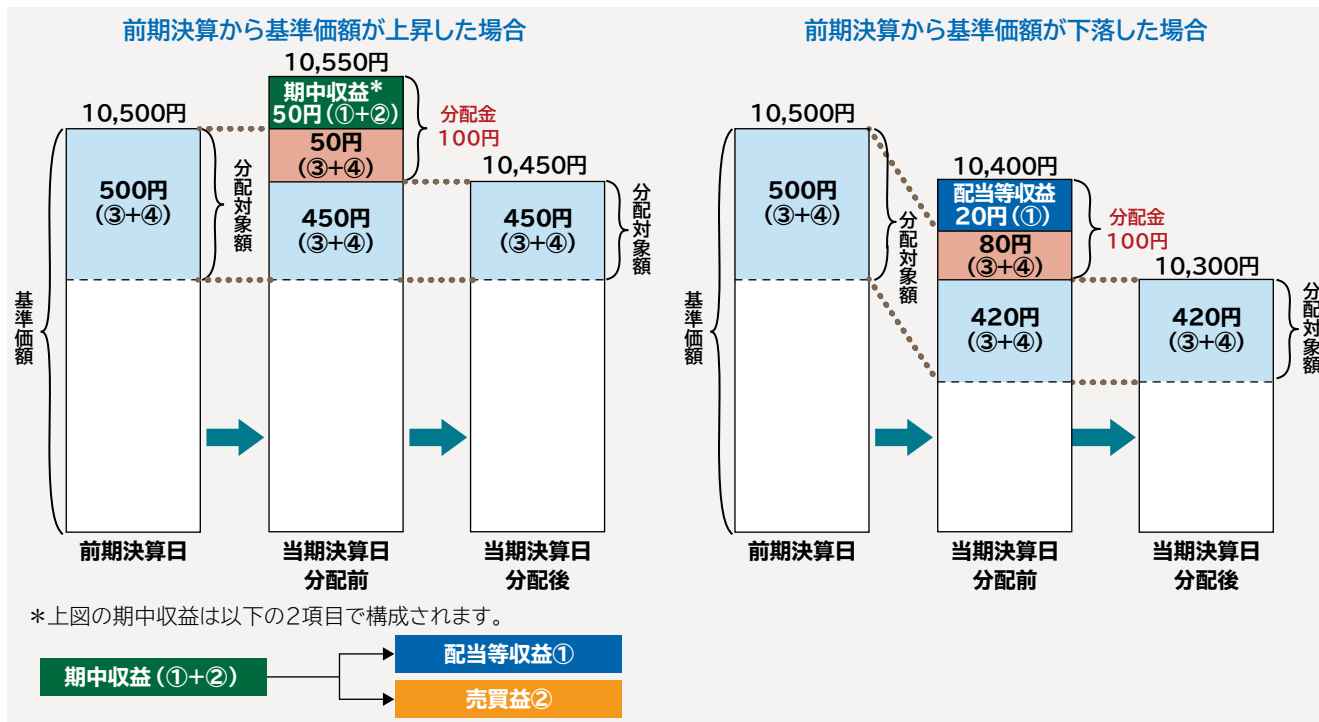 前期決算から基準価額が上昇した場合
10,550円
10,500円
期中収益*
50円(①+②)
分配金
100円
50円
(③+④)
10,450円
500円
(③+④)
分配対象額
450円
(③+④)
450円
(③+④)
分配対象額
基準価額
前期決算日
当期決算日
分配前
当期決算日
分配後
前期決算から基準価額が下落した場合
10,500円
10,400円
500円
(③+④)
分配対象額
配当等収益
20円(①)
分配金
100円
80円
(③+④)
10,300円
420円
(③+④)
420円
(③+④)
分配対象額
基準価額
前期決算日
当期決算日
分配前
当期決算日
分配後
*上図の期中収益は以下の2項目で構成されます。
期中収益(①+②)
配当等収益①
売買益②